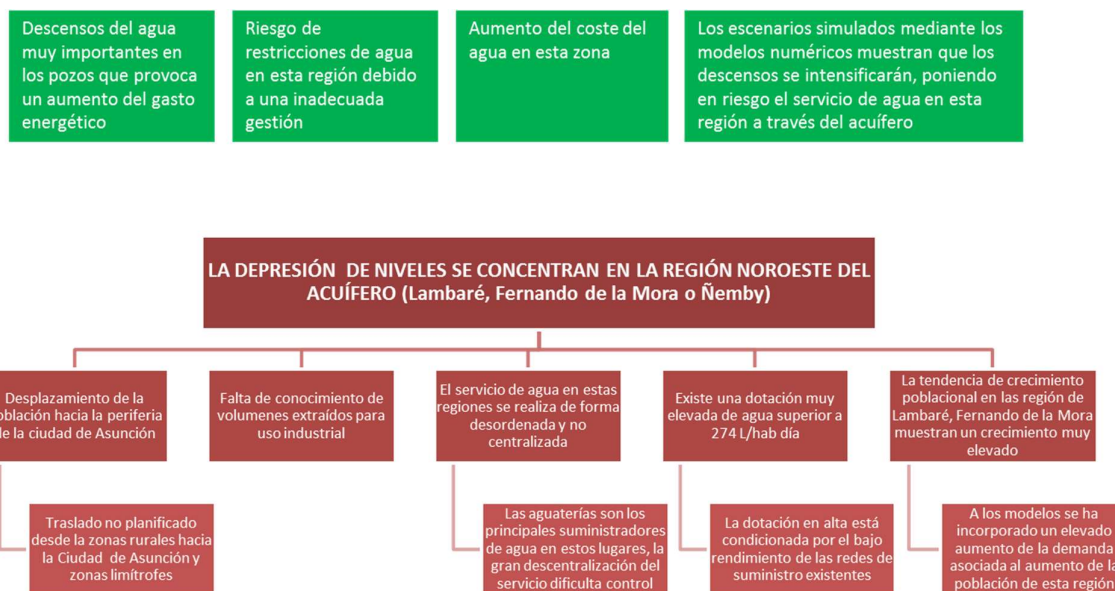 Descensos del agua
muy importantes en
los pozos que provoca
un aumento del gasto
energético
Riesgo de
restricciones de agua
en esta región debido
a una inadecuada
gestión
Aumento del coste del
agua en esta zona
Los escenarios simulados mediante los
modelos numéricos muestran que los
descensos se intensificarán, poniendo
en riesgo el servicio de agua en esta
región a través del acuífero
LA DEPRESIÓN DE NIVELES SE CONCENTRAN EN LA REGIÓN NOROESTE DEL
ACUÍFERO (Lambaré, Fernando de la Mora o Ñemby)
Desplazamiento de la
población hacia la periferia
de la ciudad de Asunción
Falta de conocimiento de
volumenes extraídos para
uso industrial
El servicio de agua en estas
regiones se realiza de forma
desordenada y no
centralizada
Existe una dotación muy
elevada de agua superior a
274 L/hab día
La tendencia de crecimiento
poblacional en las región de
Lambaré, Fernando de la Mora
muestran un crecimiento muy
elevado
Traslado no planificado
desde la zonas rurales hacia
la Ciudad de Asunción y
zonas limítrofes
Las aguaterías son los
principales suministradores
de agua en estos lugares, la
gran descentralización del
servicio dificulta control
La dotación en alta está
condicionada por el bajo
rendimiento de las redes de
suministro existentes
A los modelos se ha
incorporado un elevado
aumento de la demanda
asociada al aumento de la
población de esta región